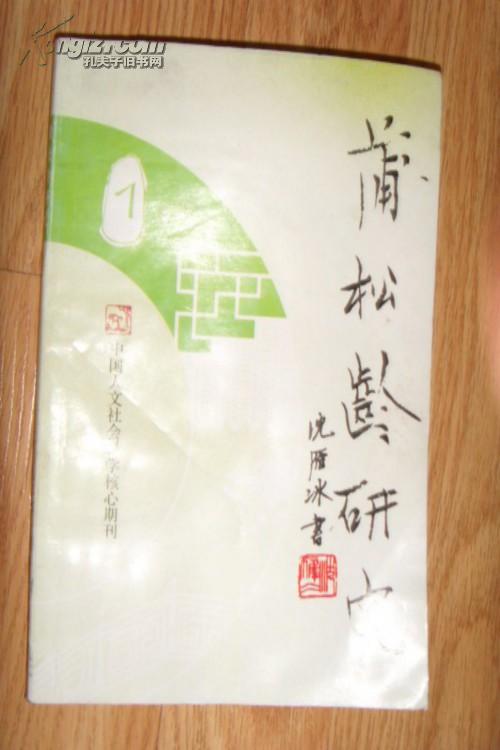 Kongfz.com
孔夫子旧书网
1
蒲松龄研究
沈雁冰书
中国人文社会科学核心期刊